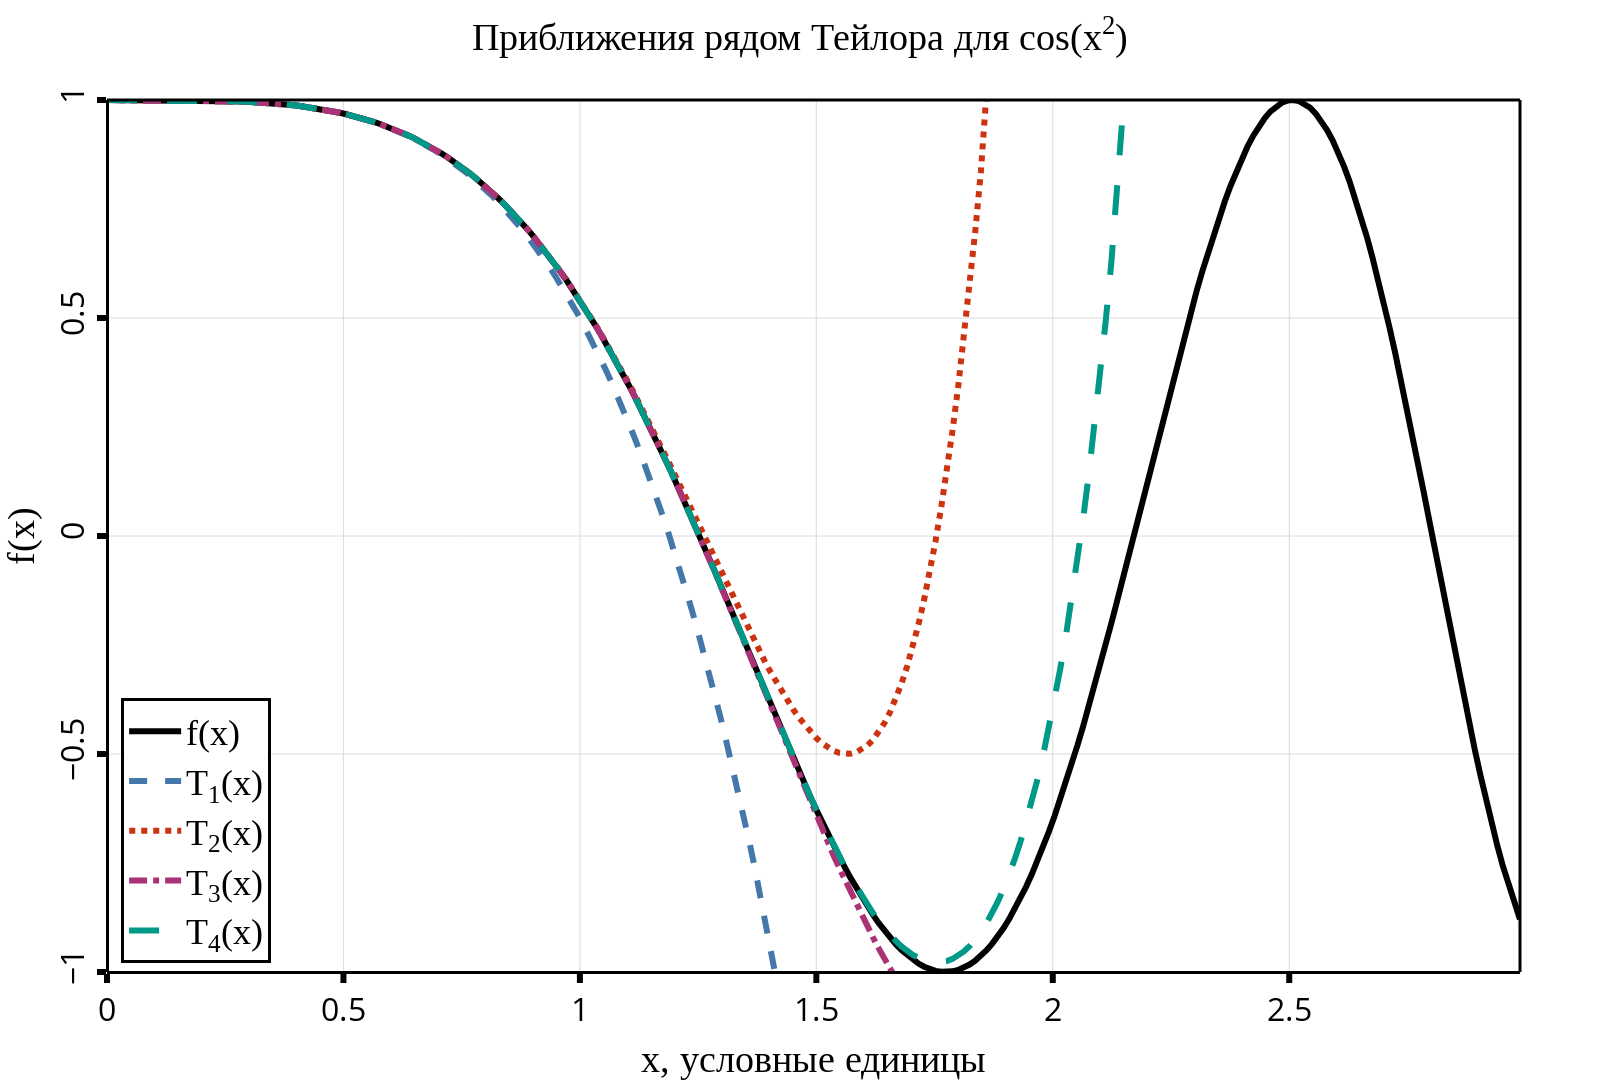 Приближения рядом Тейлора для cos(x²)
1
0.5
0
−0.5
−1
f(x)
f(x)
T₁(x)
T₂(x)
T₃(x)
T₄(x)
0 0.5 1 1.5 2 2.5
x, условные единицы